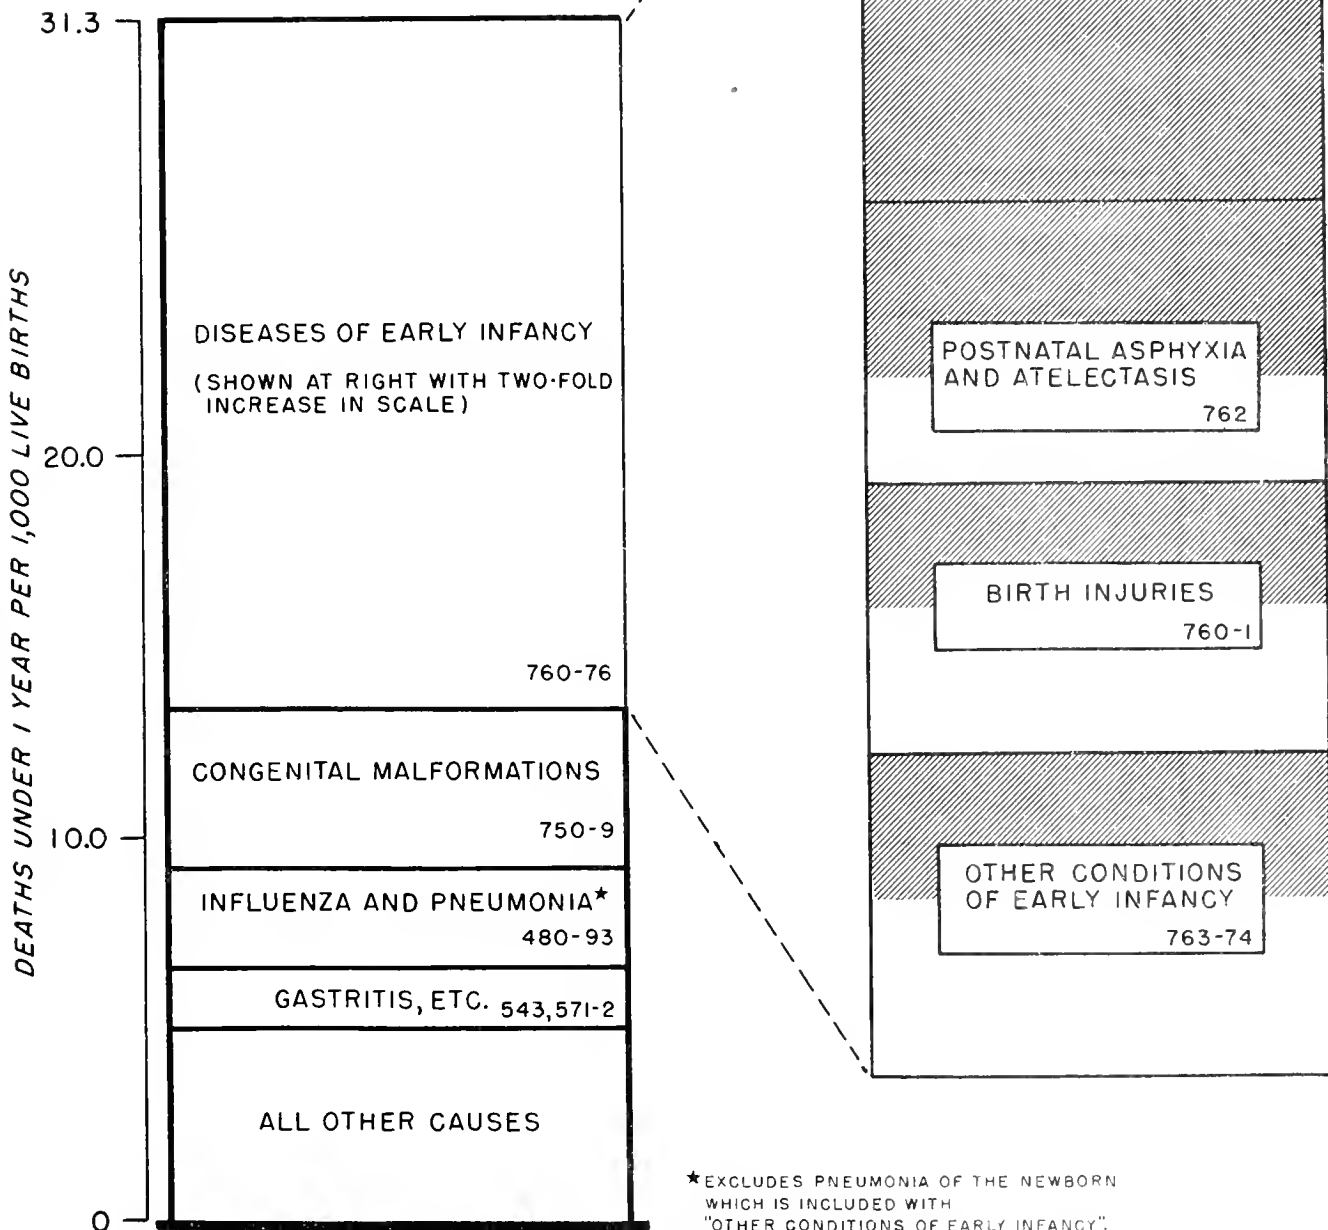 DEATHS UNDER 1 YEAR PER 1,000 LIVE BIRTHS
31.3
20.0
10.0
0
DISEASES OF EARLY INFANCY
(SHOWN AT RIGHT WITH TWO-FOLD
INCREASE IN SCALE)
760-76
CONGENITAL MALFORMATIONS
750-9
INFLUENZA AND PNEUMONIA★
480-93
GASTRITIS, ETC. 543,571-2
ALL OTHER CAUSES
POSTNATAL ASPHYXIA
AND ATELECTASIS
762
BIRTH INJURIES
760-1
OTHER CONDITIONS
OF EARLY INFANCY
763-74
★EXCLUDES PNEUMONIA OF THE NEWBORN
WHICH IS INCLUDED WITH
"OTHER CONDITIONS OF EARLY INFANCY".